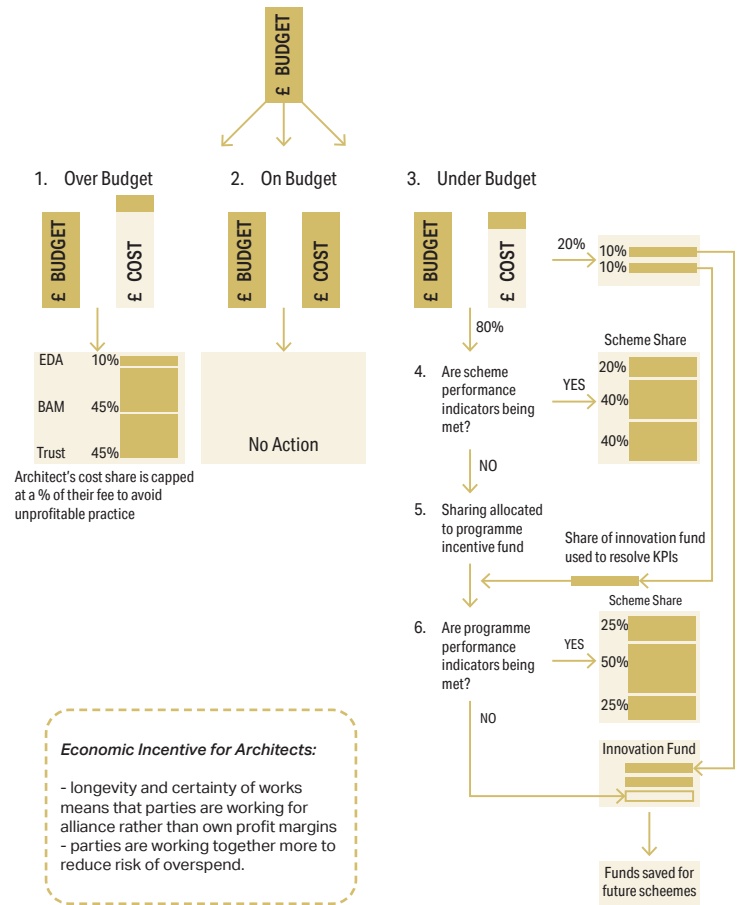 £ BUDGET
1. Over Budget
2. On Budget
3. Under Budget
£ BUDGET
£ COST
£ BUDGET
£ COST
£ BUDGET
£ COST
20%
10%
10%
80%
EDA 10%
BAM 45%
Trust 45%
Architect's cost share is capped
at a % of their fee to avoid
unprofitable practice
No Action
4. Are scheme
performance
indicators being
met?
YES
Scheme Share
20%
40%
40%
NO
5. Sharing allocated
to programme
incentive fund
Share of innovation fund
used to resolve KPIs
6. Are programme
performance
indicators being
met?
YES
Scheme Share
25%
50%
25%
NO
Innovation Fund
Funds saved for
future scheemes
Economic Incentive for Architects:
- longevity and certainty of works
means that parties are working for
alliance rather than own profit margins
- parties are working together more to
reduce risk of overspend.